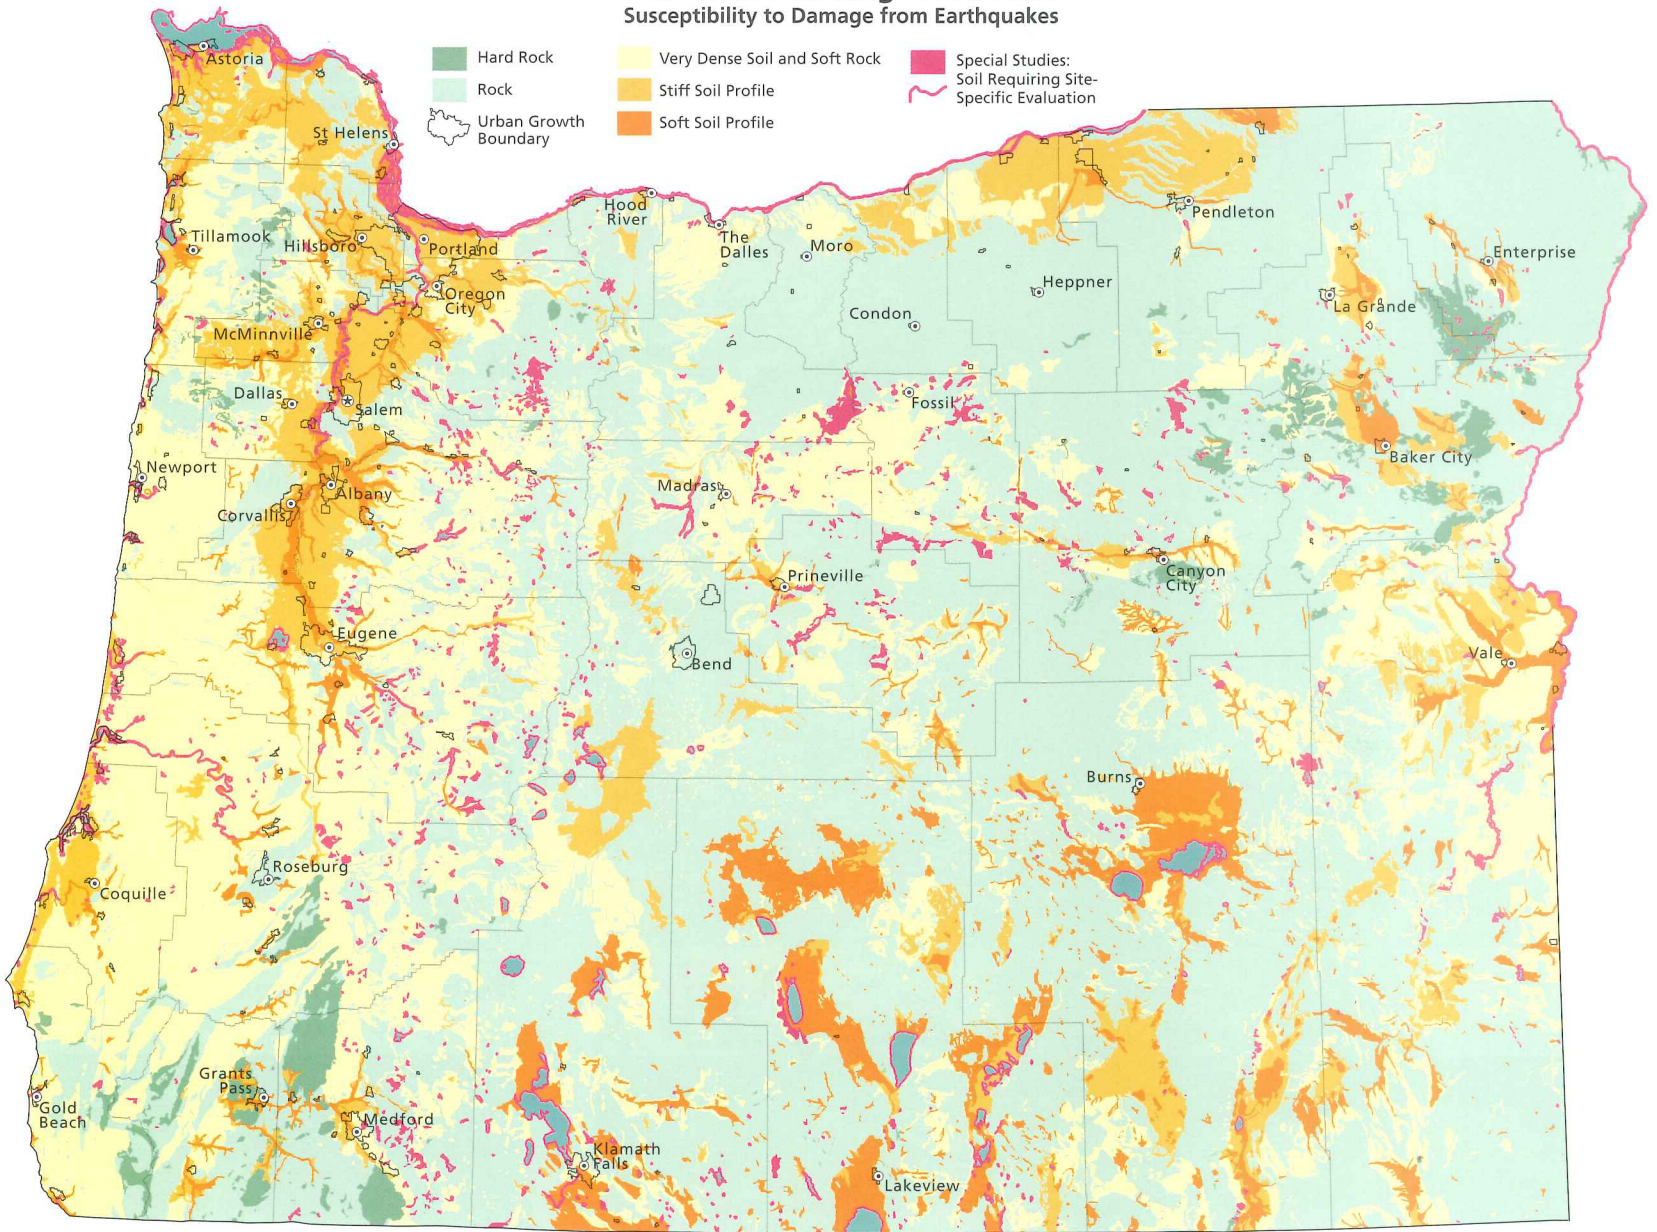 Susceptibility to Damage from Earthquakes
Hard Rock
Rock
Urban Growth
Boundary
Very Dense Soil and Soft Rock
Stiff Soil Profile
Soft Soil Profile
Special Studies:
Soil Requiring Site-
Specific Evaluation
Astoria
St Helens
Hood
River
The
Dalles
Moro
Pendleton
Tillamook
Hillsboro
Portland
Oregon
City
Heppner
Enterprise
La Grande
Condon
McMinnville
Dallas
Salem
Fossil
Baker City
Newport
Albany
Corvallis
Madras
Prineville
Canyon
City
Eugene
Bend
Vale
Burns
Roseburg
Coquille
Grants
Pass
Gold
Beach
Medford
Klamath
Falls
Lakeview